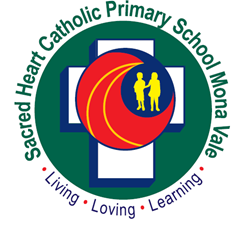 Sacred Heart Catholic Primary School Mona Vale
• Living • Loving • Learning •